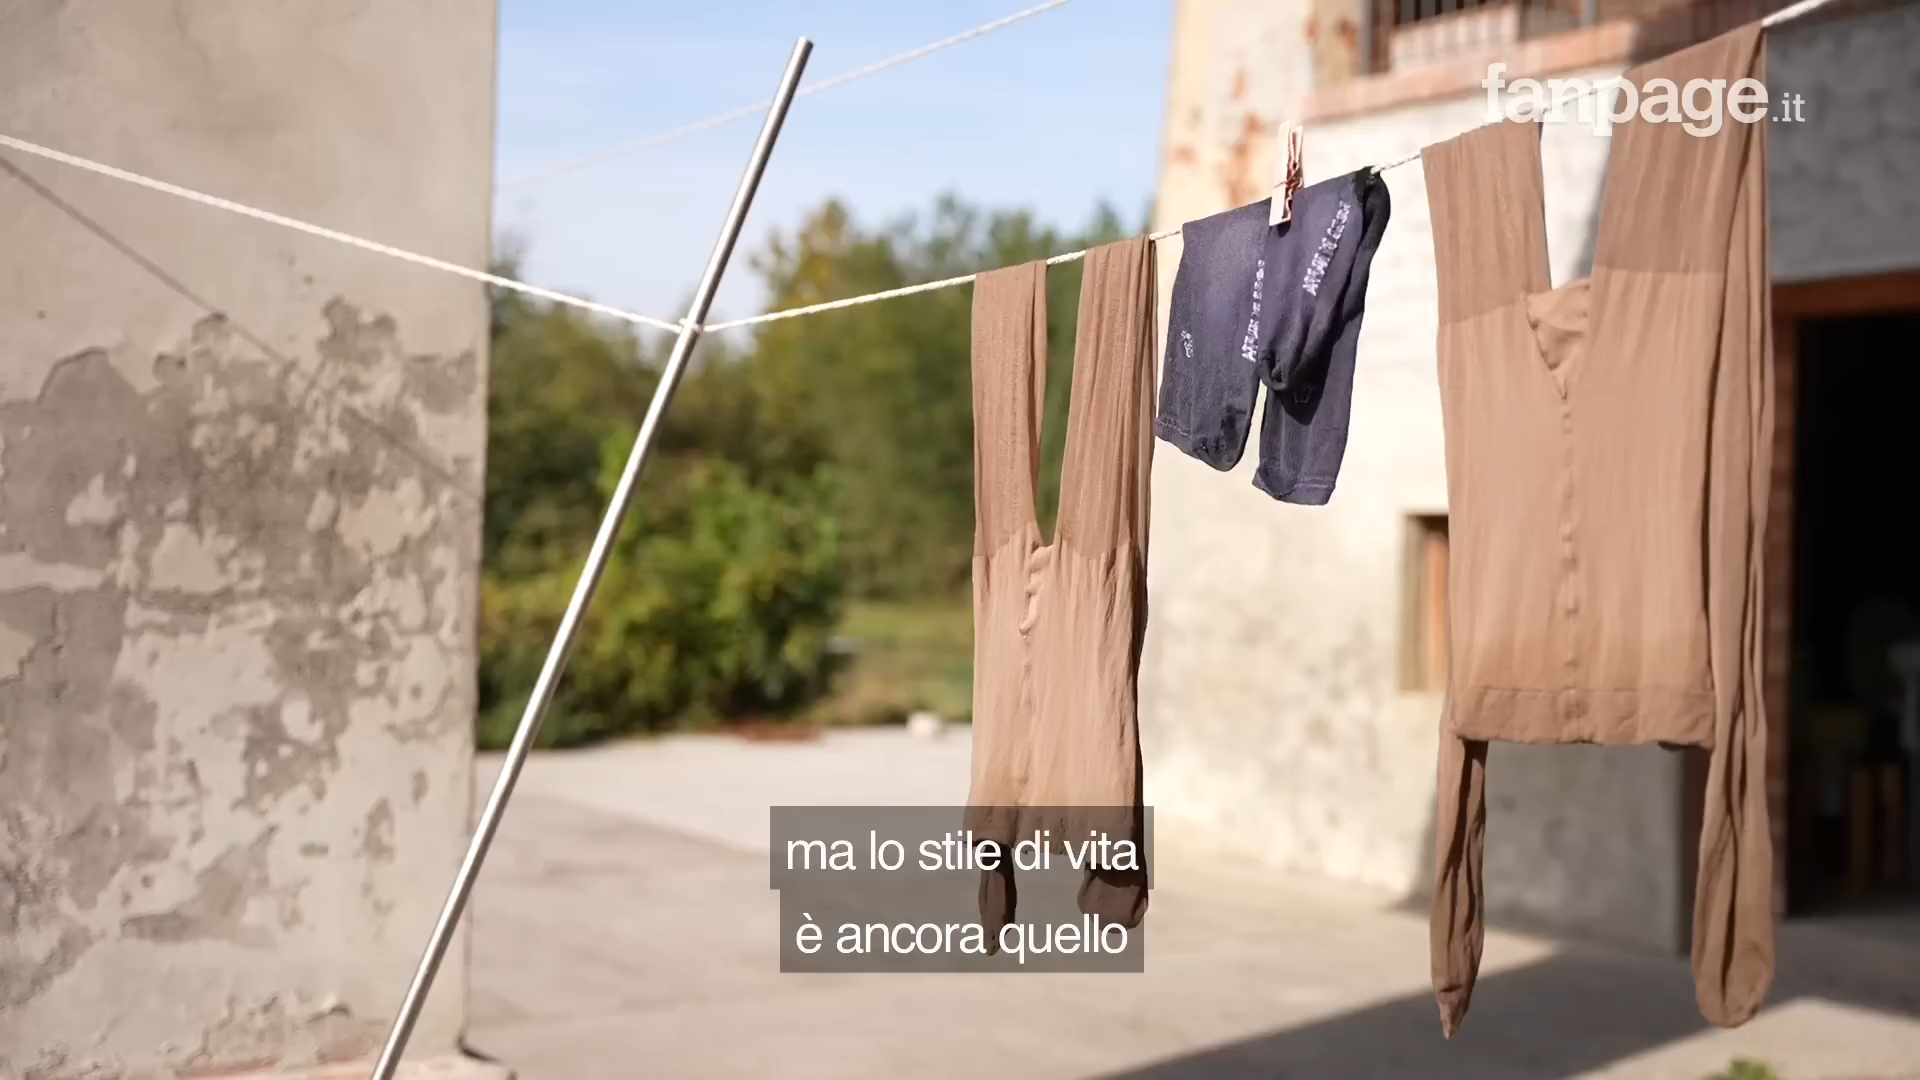 fanpage.it
ma lo stile di vita
è ancora quello